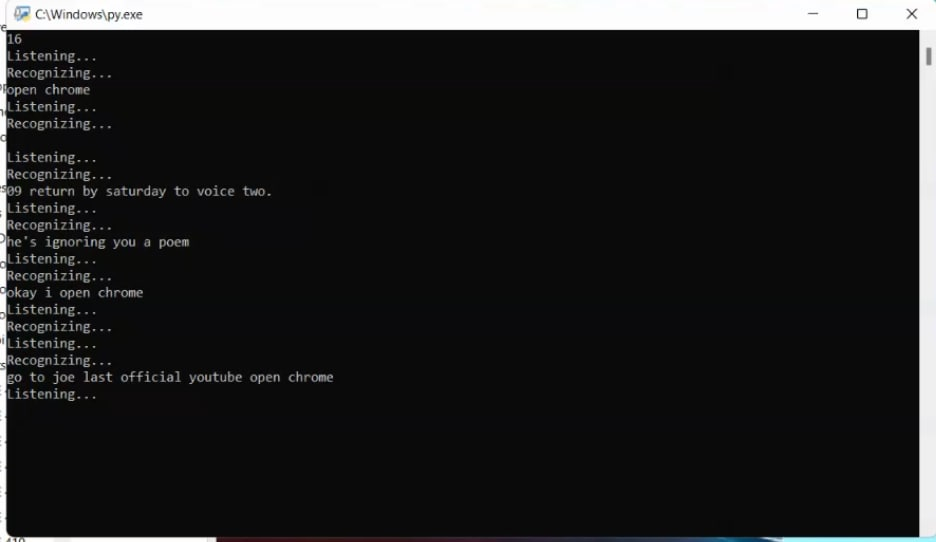 C:\Windows\py.exe
16
Listening...
Recognizing...
open chrome
Listening...
Recognizing...
Listening...
Recognizing...
09 return by saturday to voice two.
Listening...
Recognizing...
he's ignoring you a poem
Listening...
Recognizing...
okay i open chrome
Listening...
Recognizing...
Listening...
Recognizing...
go to joe last official youtube open chrome
Listening...